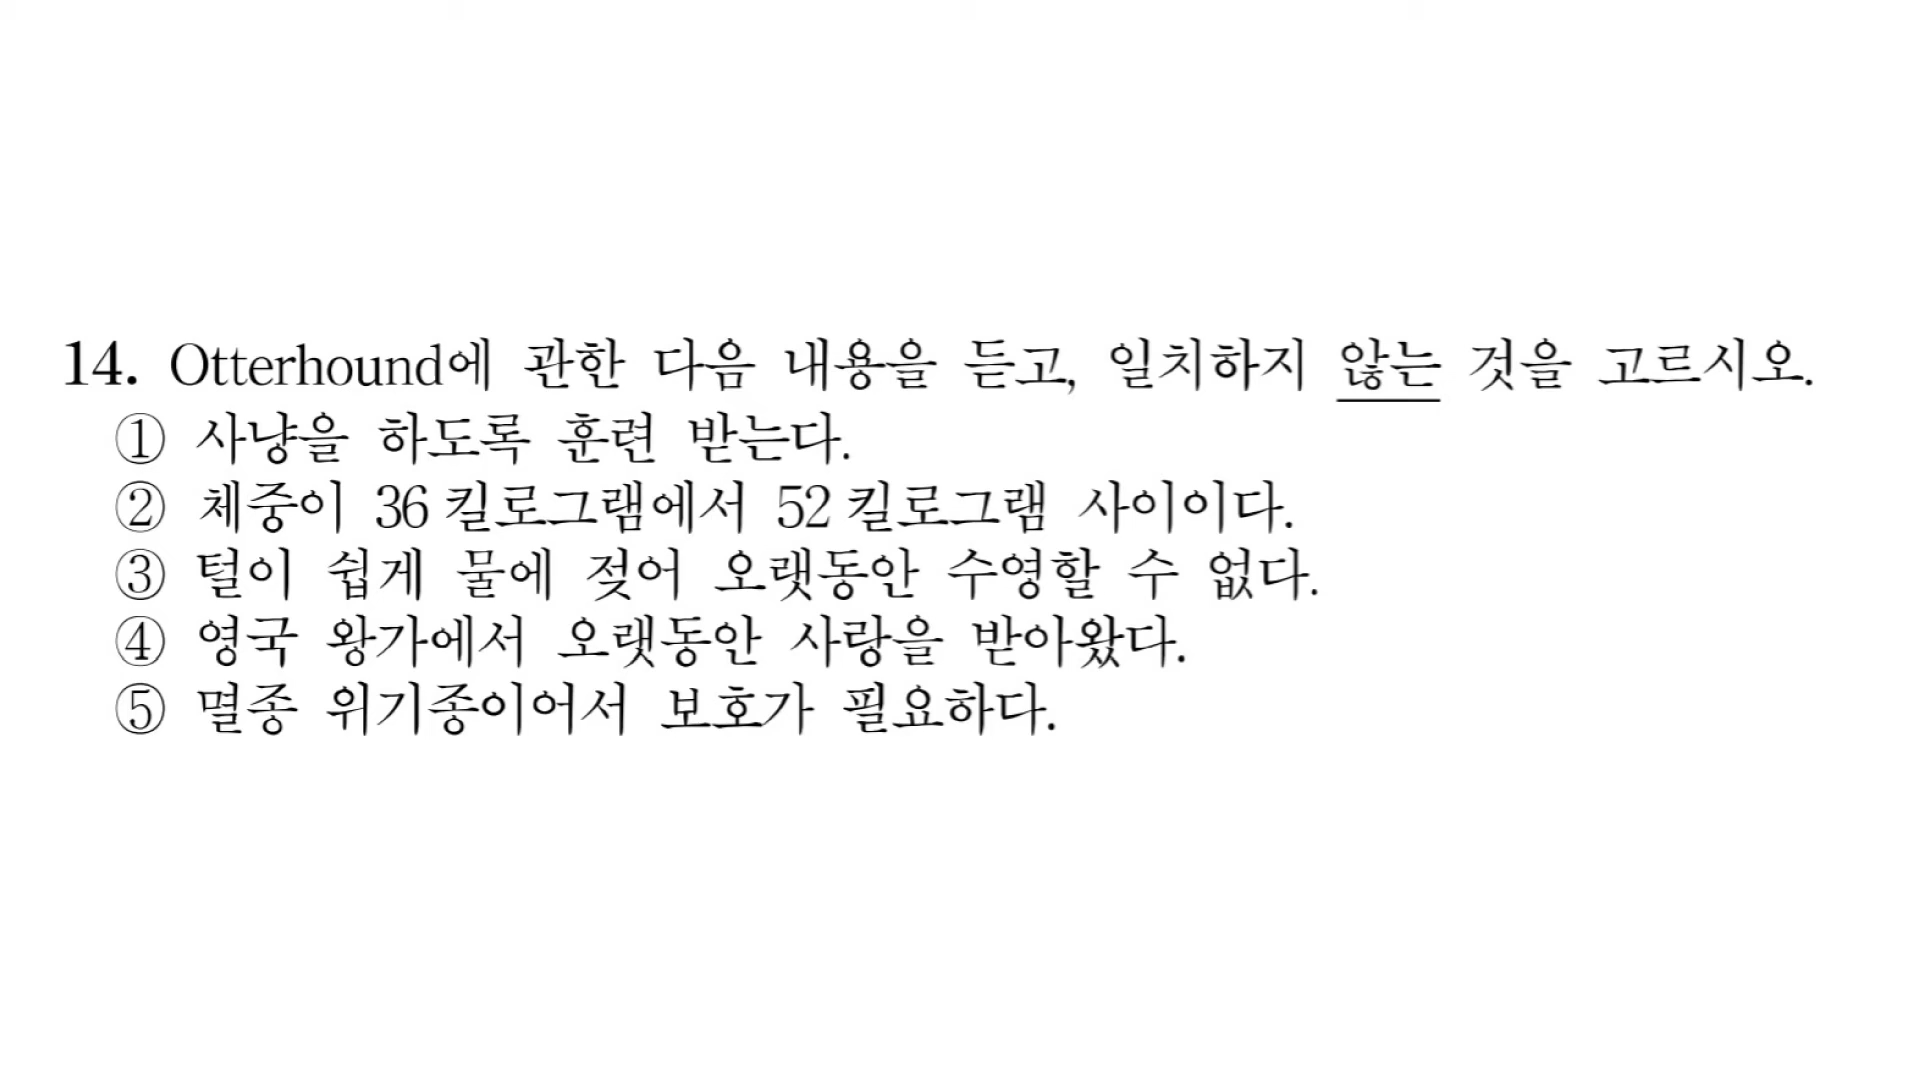 14. Otterhound에 관한 다음 내용을 듣고, 일치하지 않는 것을 고르시오.
① 사냥을 하도록 훈련 받는다.
② 체중이 36킬로그램에서 52킬로그램 사이이다.
③ 털이 쉽게 물에 젖어 오랫동안 수영할 수 없다.
④ 영국 왕가에서 오랫동안 사랑을 받아왔다.
⑤ 멸종 위기종이어서 보호가 필요하다.